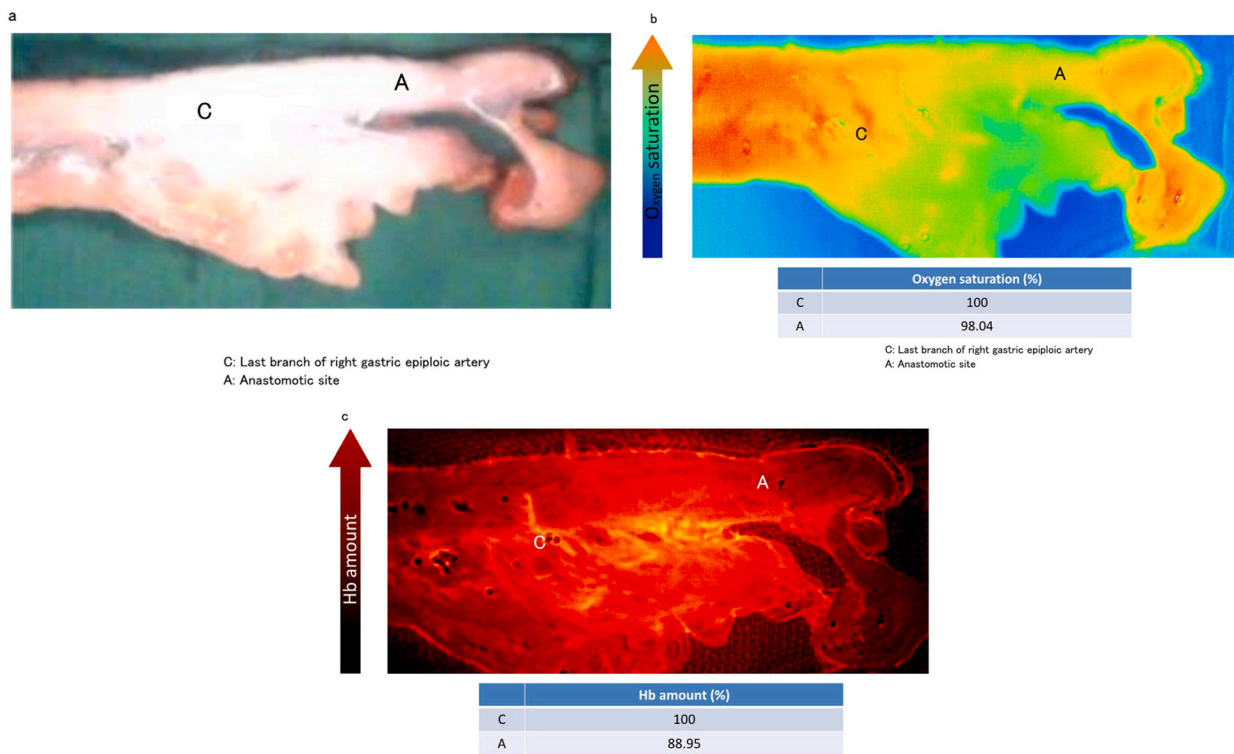 a
C
A
C: Last branch of right gastric epiploic artery
A: Anastomotic site
b
Oxygen saturation
A
C
Oxygen saturation (%)
C 100
A 98.04
C: Last branch of right gastric epiploic artery
A: Anastomotic site
c
Hb amount
A
C
Hb amount (%)
C 100
A 88.95